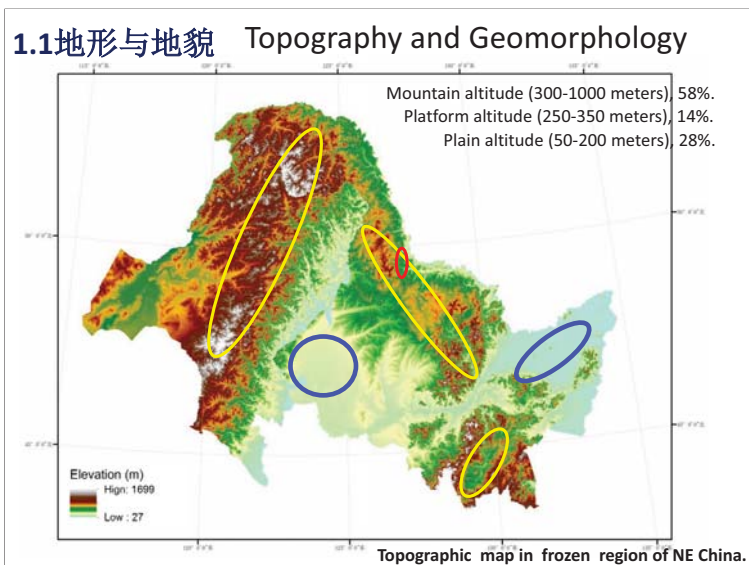 1.1地形与地貌 Topography and Geomorphology
Mountain altitude (300-1000 meters), 58%.
Platform altitude (250-350 meters), 14%.
Plain altitude (50-200 meters), 28%.
Elevation (m)
Hign: 1699
Low : 27
Topographic map in frozen region of NE China.